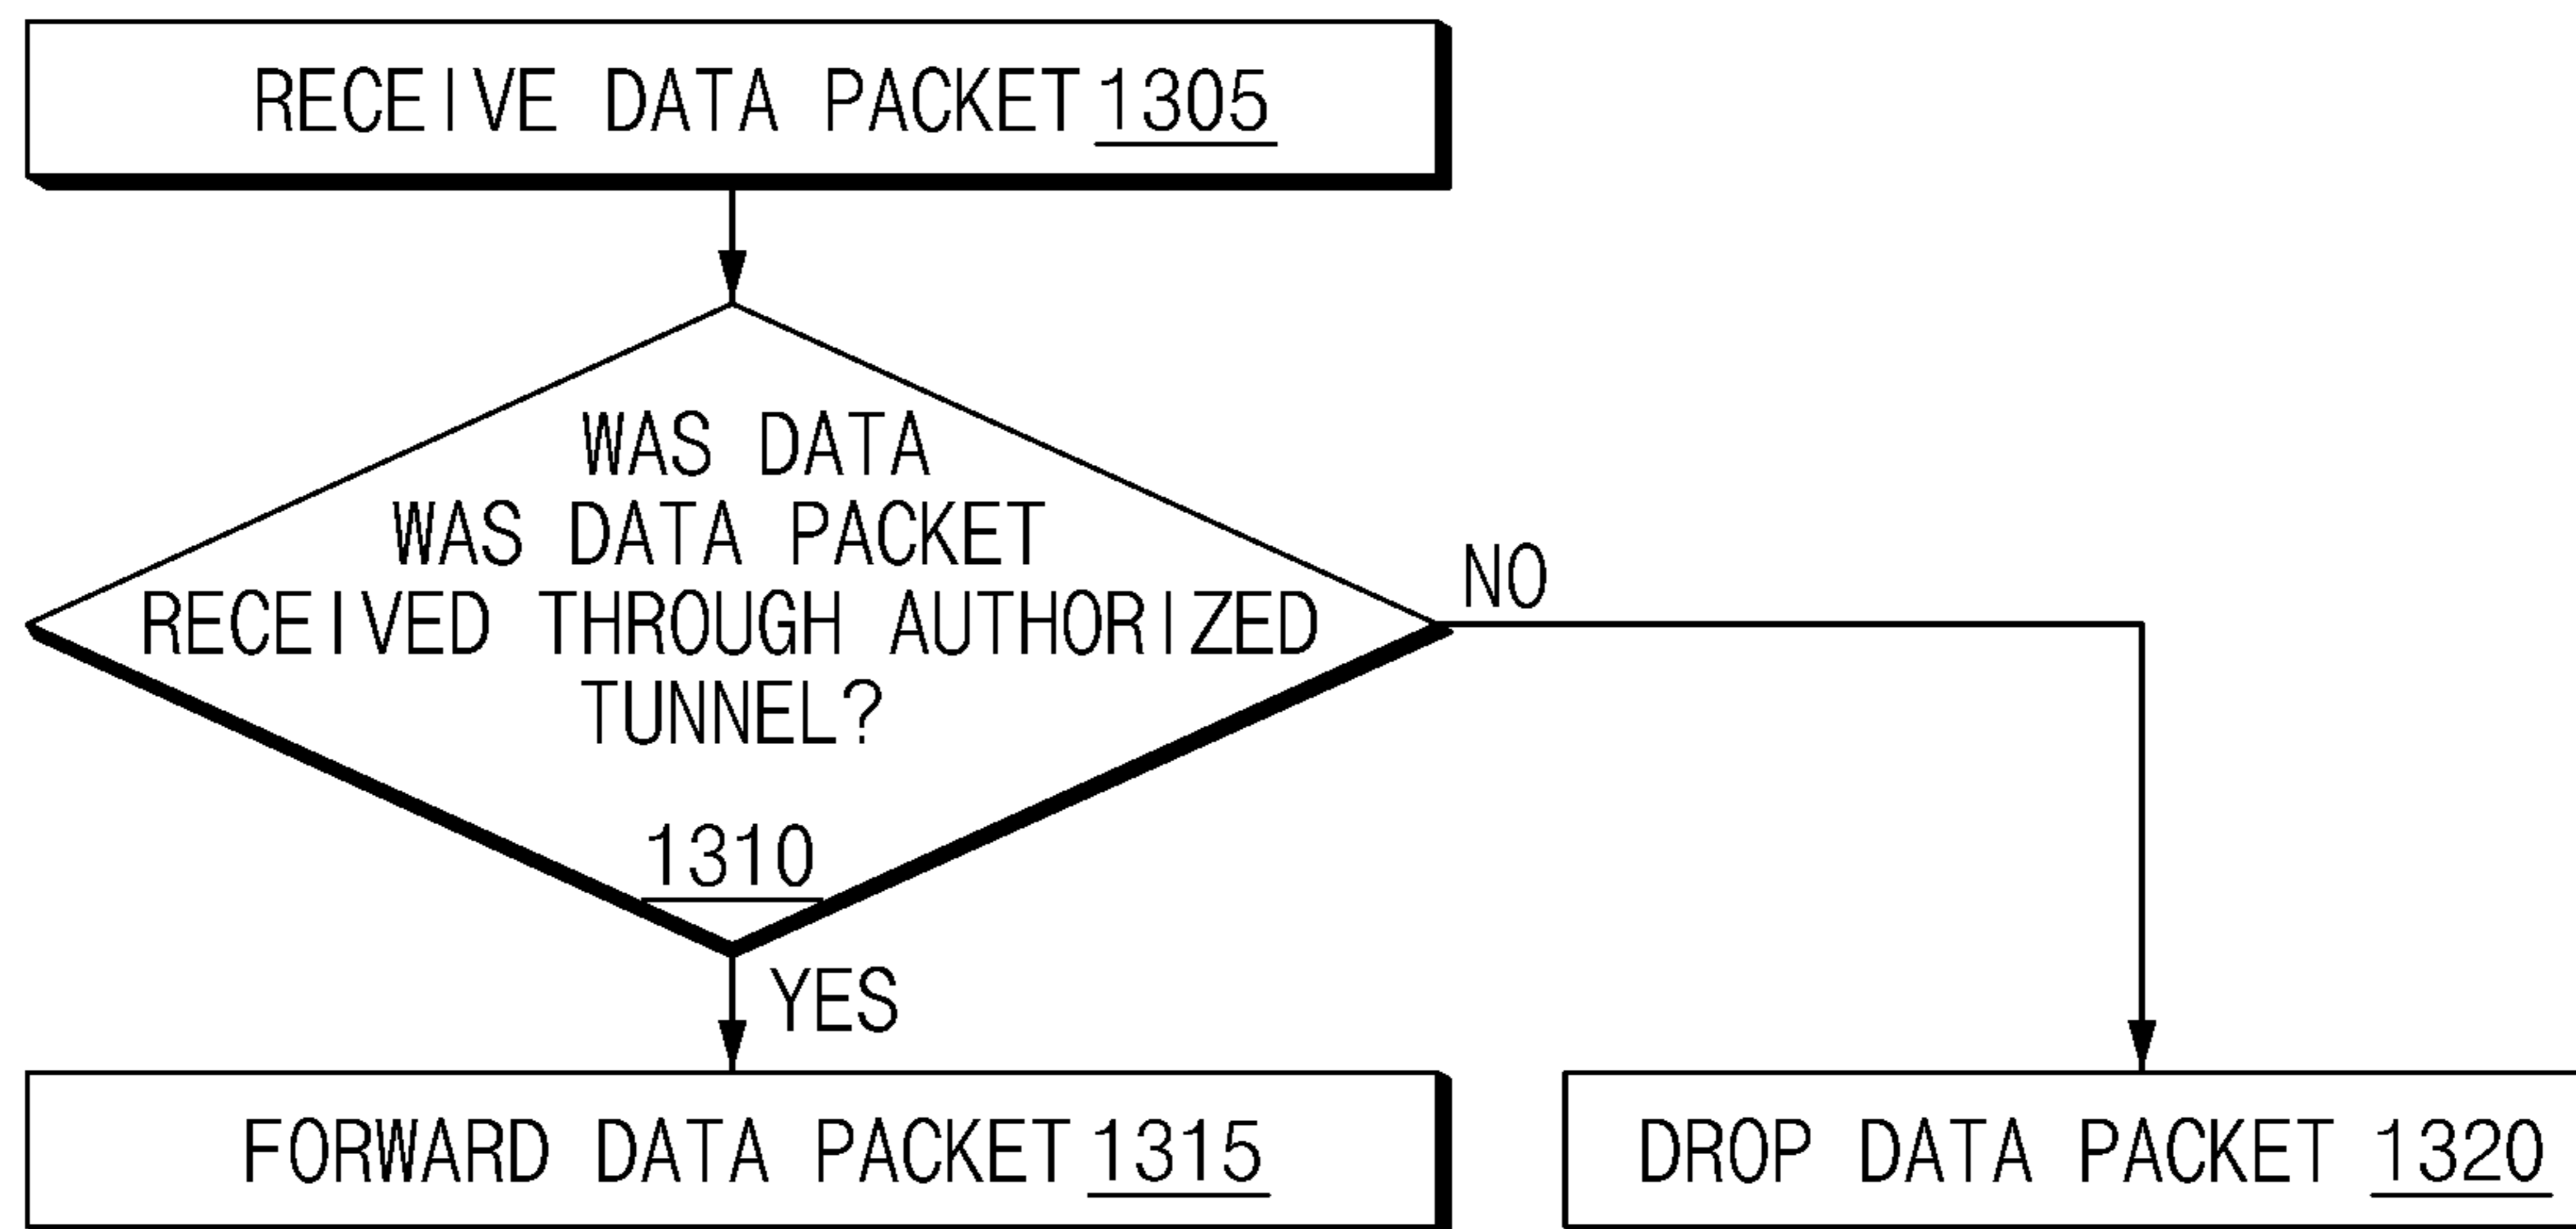 RECEIVE DATA PACKET 1305
WAS DATA
WAS DATA PACKET
RECEIVED THROUGH AUTHORIZED
TUNNEL?
NO
1310
YES
FORWARD DATA PACKET 1315
DROP DATA PACKET 1320